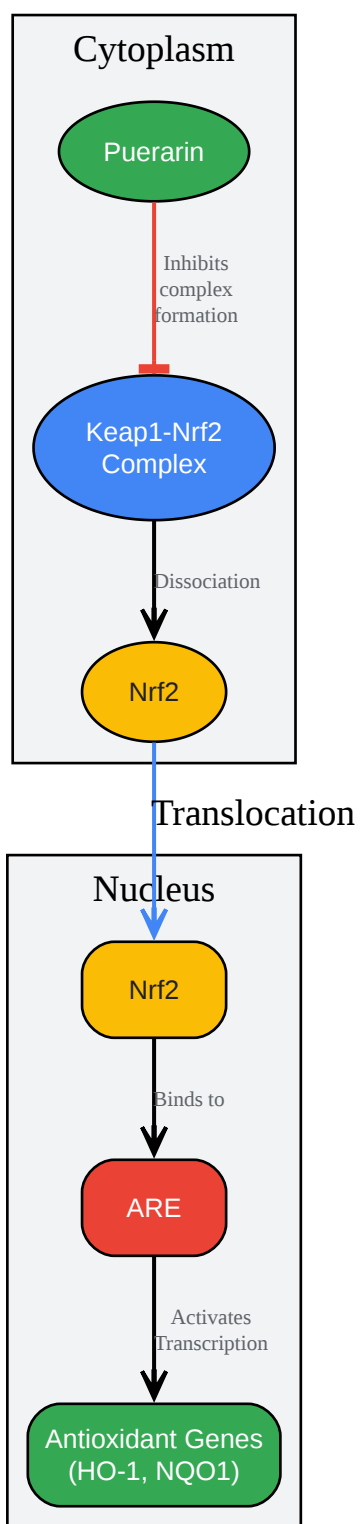 Cytoplasm
Puerarin
Inhibits
complex
formation
Keap1-Nrf2
Complex
Dissociation
Nrf2
Translocation
Nucleus
Nrf2
Binds to
ARE
Activates
Transcription
Antioxidant Genes
(HO-1, NQO1)